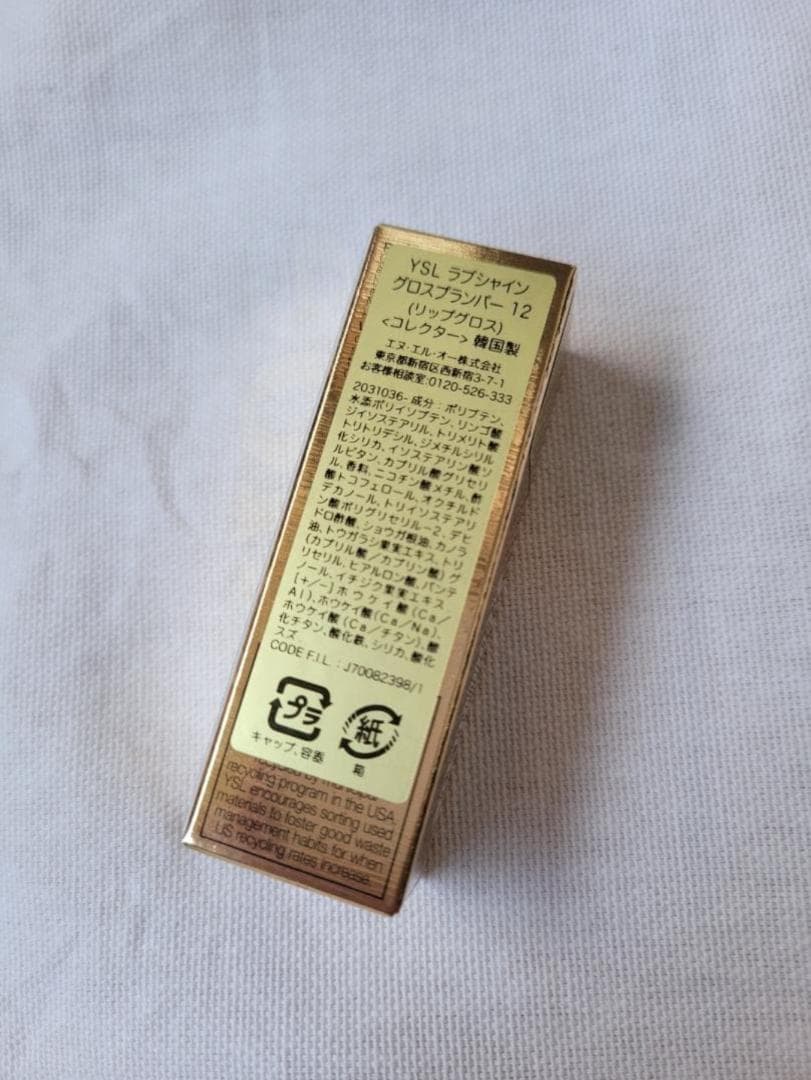 YSL ラブシャイン
グロスプランパー 12
(リップグロス)
<コレクター> 韓国製
エヌ・エル・オー株式会社
東京都新宿区西新宿3-7-1
お客様相談室:0120-526-333
2031036- 成分:ポリブテン、
水添ポリイソブテン、リンゴ酸
ジイソステアリル、トリメリト酸
トリトリデシル、ジメチルシリル
化シリカ、イソステアリン酸ソ
ルビタン、カプリル酸グリセリ
ル、香料、ニコチン酸メチル、酢
酸トコフェロール、オクチルド
デカノール、トリイソステアリ
ン酸ポリグリセリル-2、デヒ
ドロ酢酸、ショウガ根油、カノラ
油、トウガラシ果実エキス、トリ
(カプリル酸/カプリン酸)グ
リセリル、ヒアルロン酸、パンテ
ノール、イチジク果実エキス
[+/-]ホウケイ酸(Ca/
Al)、ホウケイ酸(Ca/Na)、
ホウケイ酸(Ca/チタン)、酸
化チタン、酸化鉄、シリカ、酸化
スズ
CODE F.I.L. : J70082398/1
プラ
紙
キャップ、容器
箱
recycling program in the USA
YSL encourages sorting used
materials to foster good waste
management habits for when
US recycling rates increase.